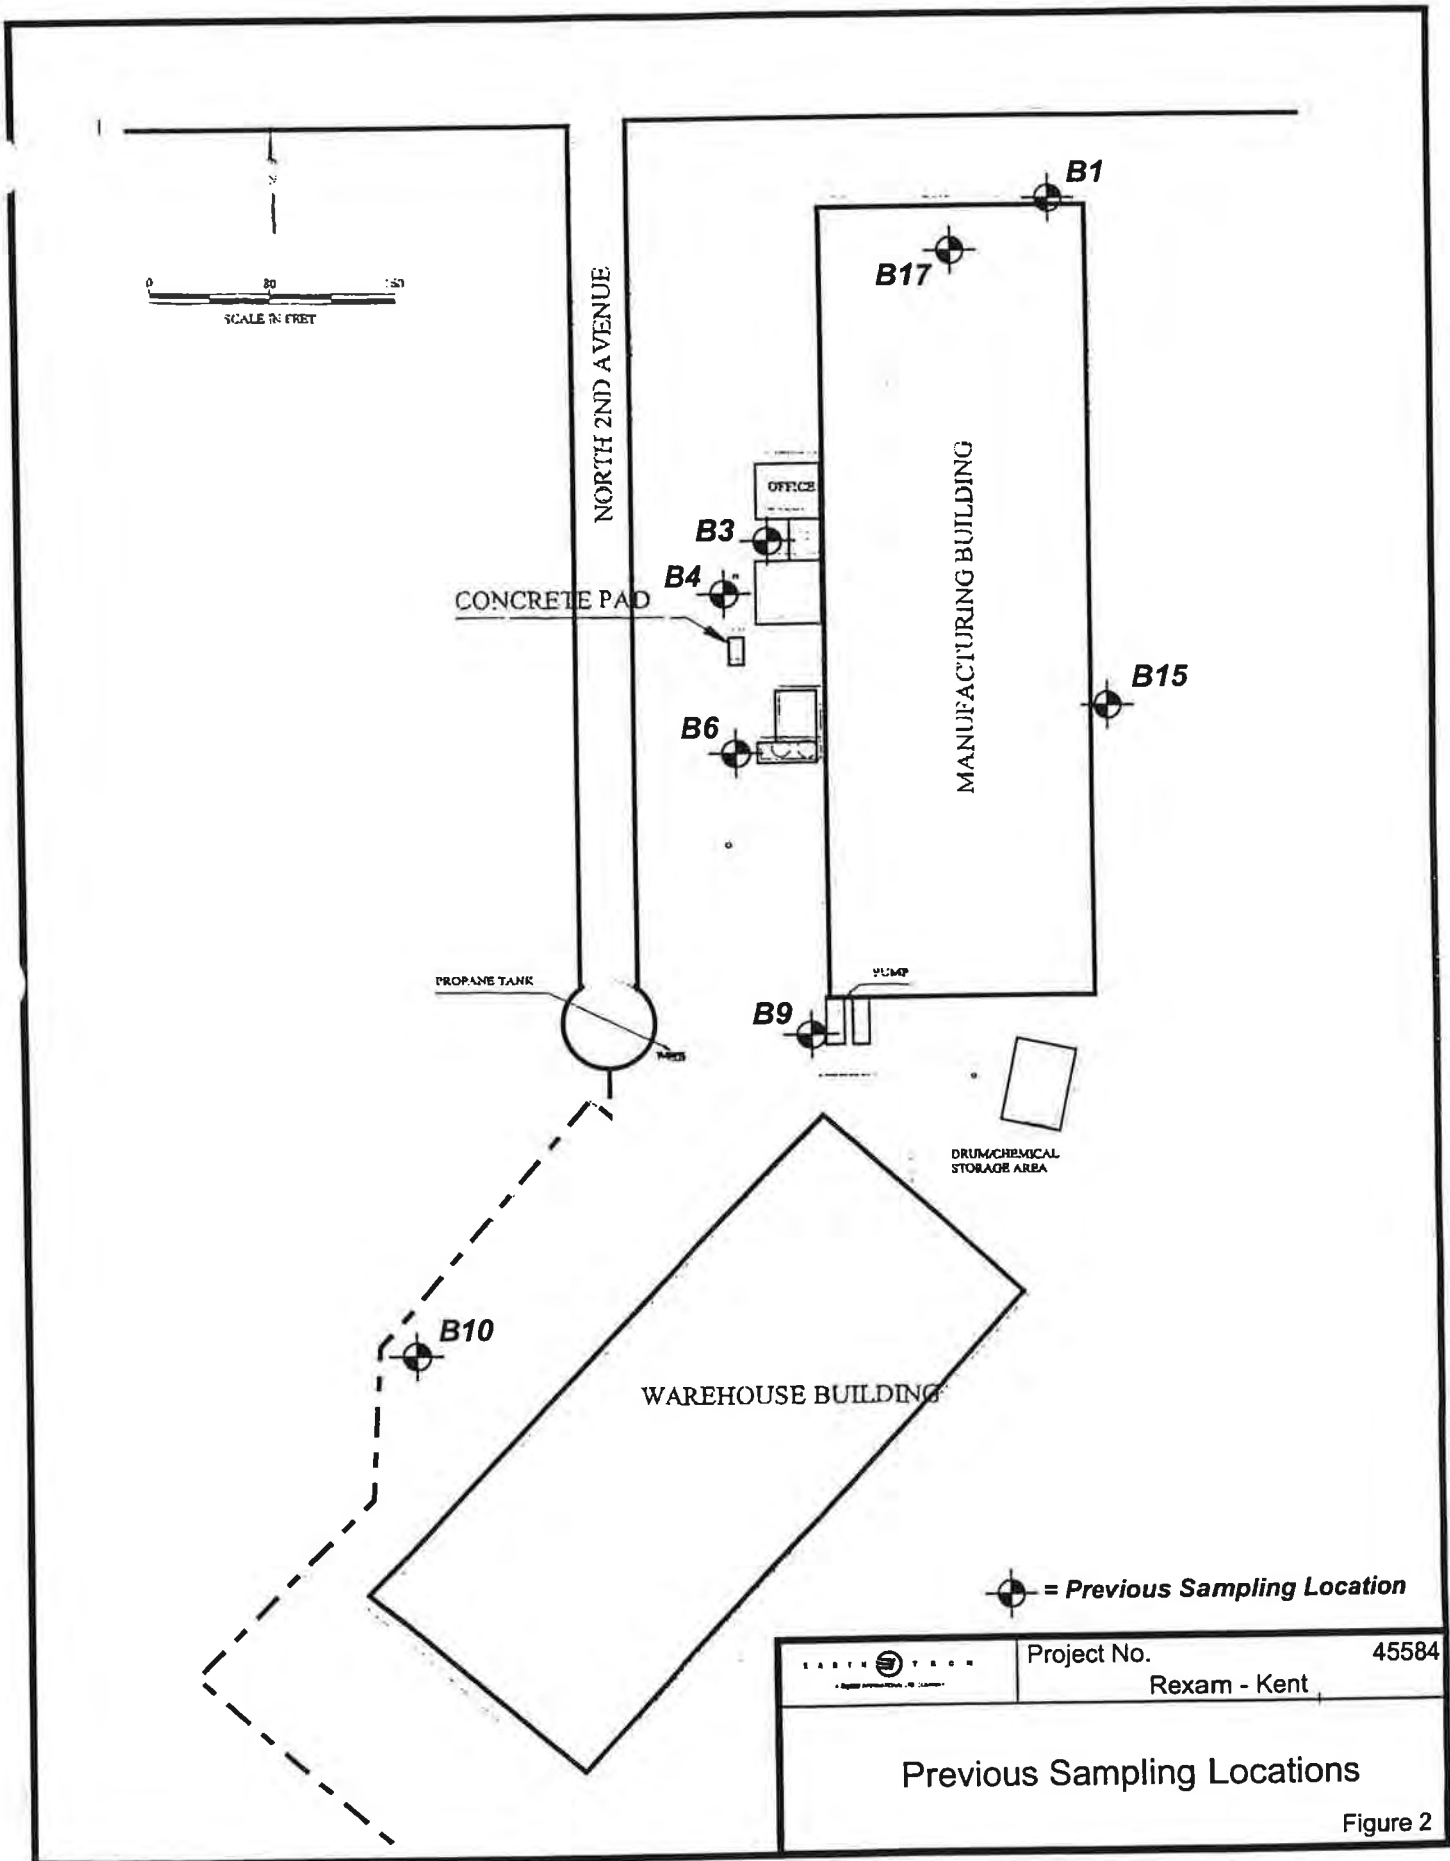 B1
B17
0 80
SCALE IN FEET
NORTH 2ND AVENUE
MANUFACTURING BUILDING
OFFICE
B3
B4
CONCRETE PAD
B15
B6
PROPANE TANK
PUMP
B9
DRUM/CHEMICAL
STORAGE AREA
B10
WAREHOUSE BUILDING
= Previous Sampling Location
EARTH TECH
Project No. 45584
Rexam - Kent
Previous Sampling Locations
Figure 2